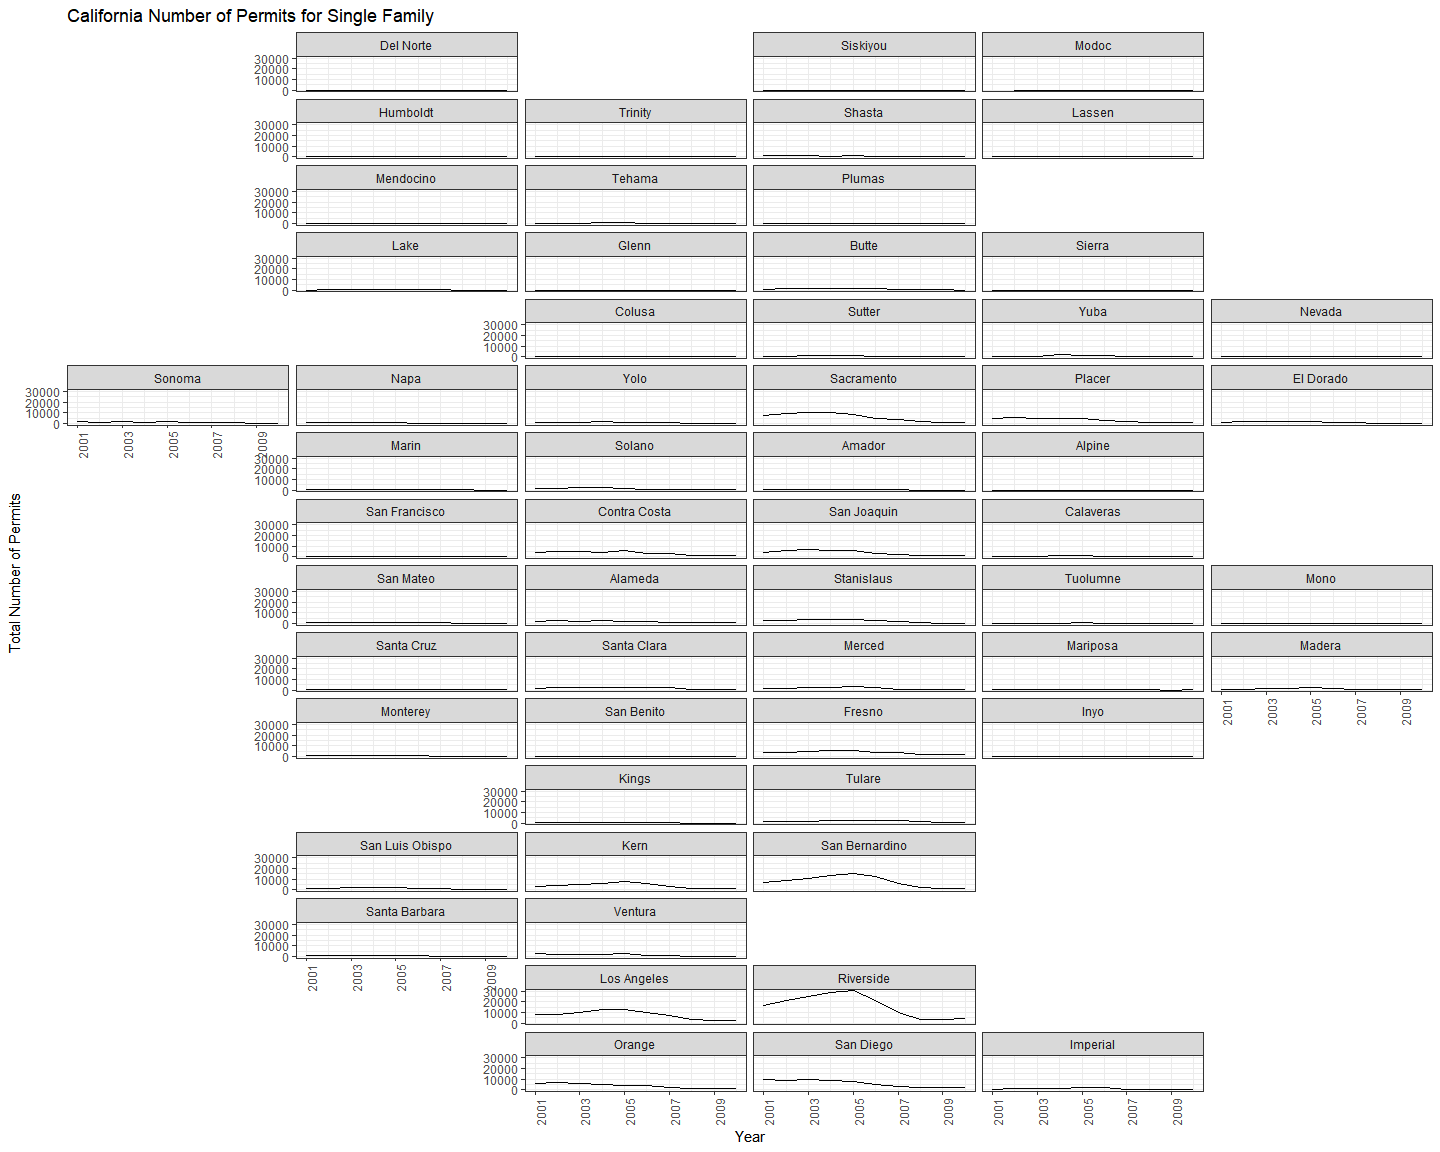 California Number of Permits for Single Family
Del Norte Siskiyou Modoc
30000
20000
10000
0
Humboldt Trinity Shasta Lassen
30000
20000
10000
0
Mendocino Tehama Plumas
30000
20000
10000
0
Lake Glenn Butte Sierra
30000
20000
10000
0
Colusa Sutter Yuba Nevada
30000
20000
10000
0
Sonoma Napa Yolo Sacramento Placer El Dorado
30000
20000
10000
0
2001 2003 2005 2007 2009
Marin Solano Amador Alpine
30000
20000
10000
0
San Francisco Contra Costa San Joaquin Calaveras
30000
20000
10000
0
San Mateo Alameda Stanislaus Tuolumne Mono
30000
20000
10000
0
Santa Cruz Santa Clara Merced Mariposa Madera
30000
20000
10000
0
2001 2003 2005 2007 2009
Monterey San Benito Fresno Inyo
30000
20000
10000
0
Kings Tulare
30000
20000
10000
0
San Luis Obispo Kern San Bernardino
30000
20000
10000
0
Santa Barbara Ventura
30000
20000
10000
0
2001 2003 2005 2007 2009
Los Angeles Riverside
30000
20000
10000
0
Orange San Diego Imperial
30000
20000
10000
0
2001 2003 2005 2007 2009 2001 2003 2005 2007 2009 2001 2003 2005 2007 2009
Year
Total Number of Permits